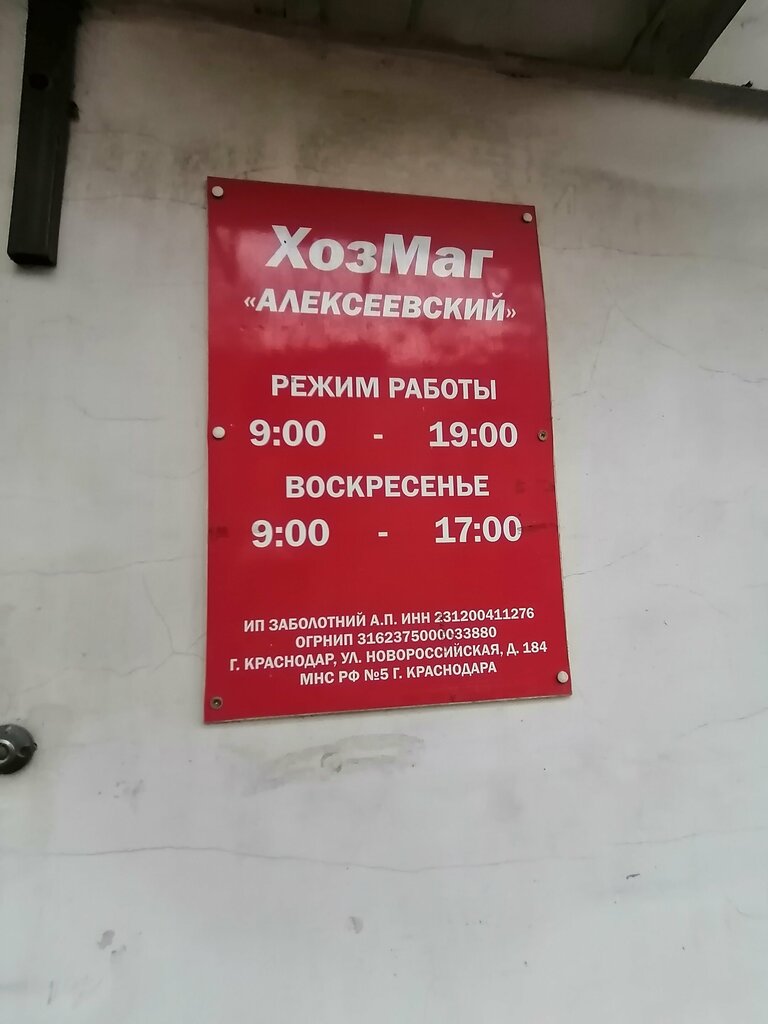 ХозМаг
«АЛЕКСЕЕВСКИЙ»
РЕЖИМ РАБОТЫ
9:00 - 19:00
ВОСКРЕСЕНЬЕ
9:00 - 17:00
ИП ЗАБОЛОТНИЙ А.П. ИНН 231200411276
ОГРНИП 3162375000033880
Г. КРАСНОДАР, УЛ. НОВОРОССИЙСКАЯ, Д. 184
МНС РФ №5 Г. КРАСНОДАРА